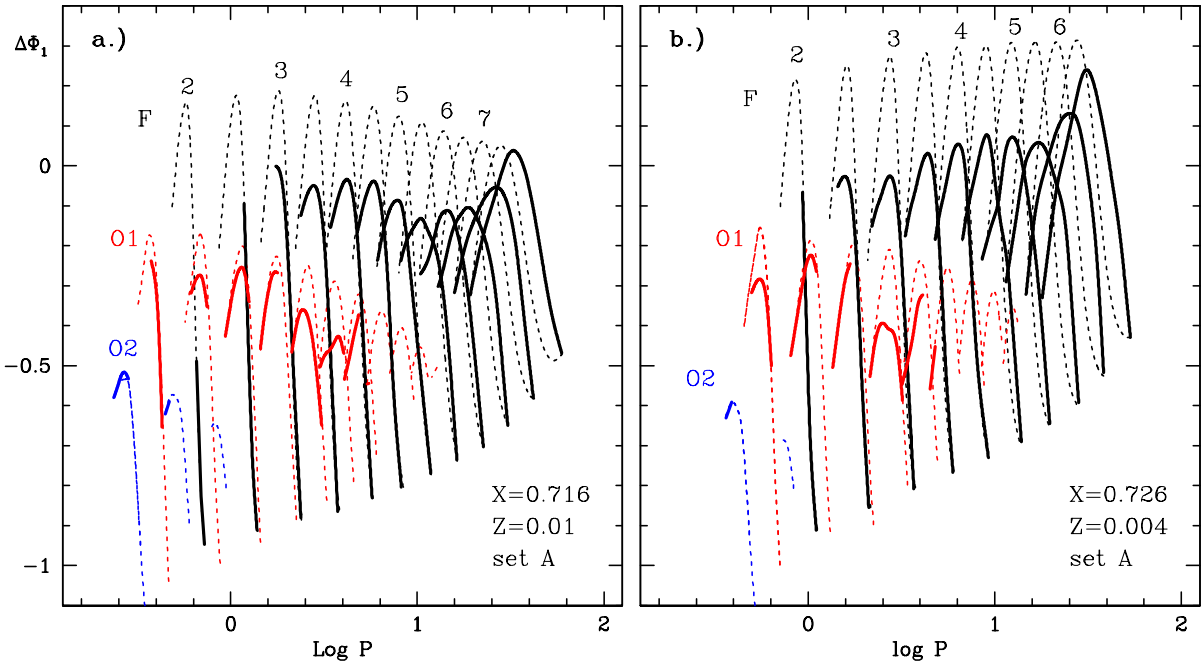 ΔΦ1
a.)
F
2
3
4
5
6
7
O1
O2
X=0.716
Z=0.01
set A
0
−0.5
−1
0
1
2
Log P
b.)
F
2
3
4
5
6
O1
O2
X=0.726
Z=0.004
set A
0
1
2
log P